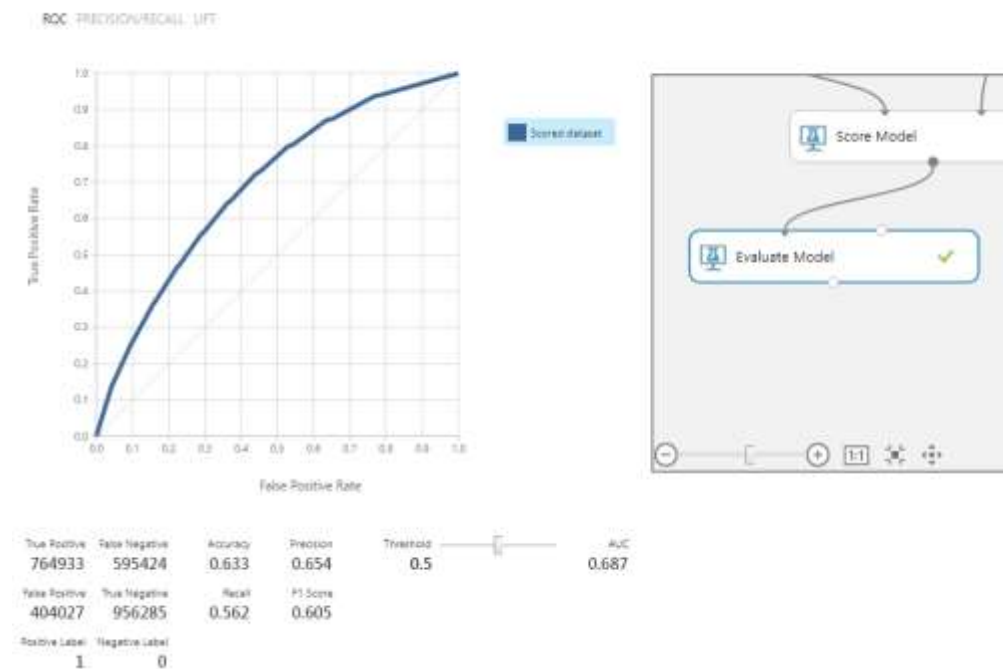 ROC PRECISION/RECALL LIFT
1.0
0.9
0.8
0.7
0.6
0.5
0.4
0.3
0.2
0.1
0.0
0.0 0.1 0.2 0.3 0.4 0.5 0.6 0.7 0.8 0.9 1.0
True Positive Rate
False Positive Rate
Scored dataset
Score Model
Evaluate Model
1:1
True Positive False Negative Accuracy Precision Threshold AUC
764933 595424 0.633 0.654 0.5 0.687
False Positive True Negative Recall F1 Score
404027 956285 0.562 0.605
Positive Label Negative Label
1 0